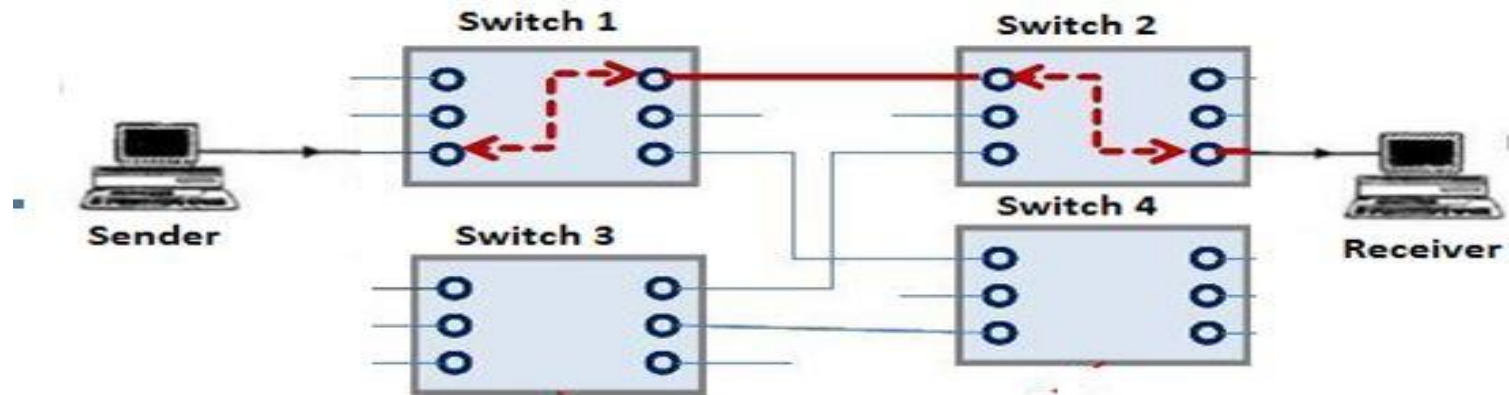 Switch 1
Switch 2
Sender
Switch 3
Switch 4
Receiver